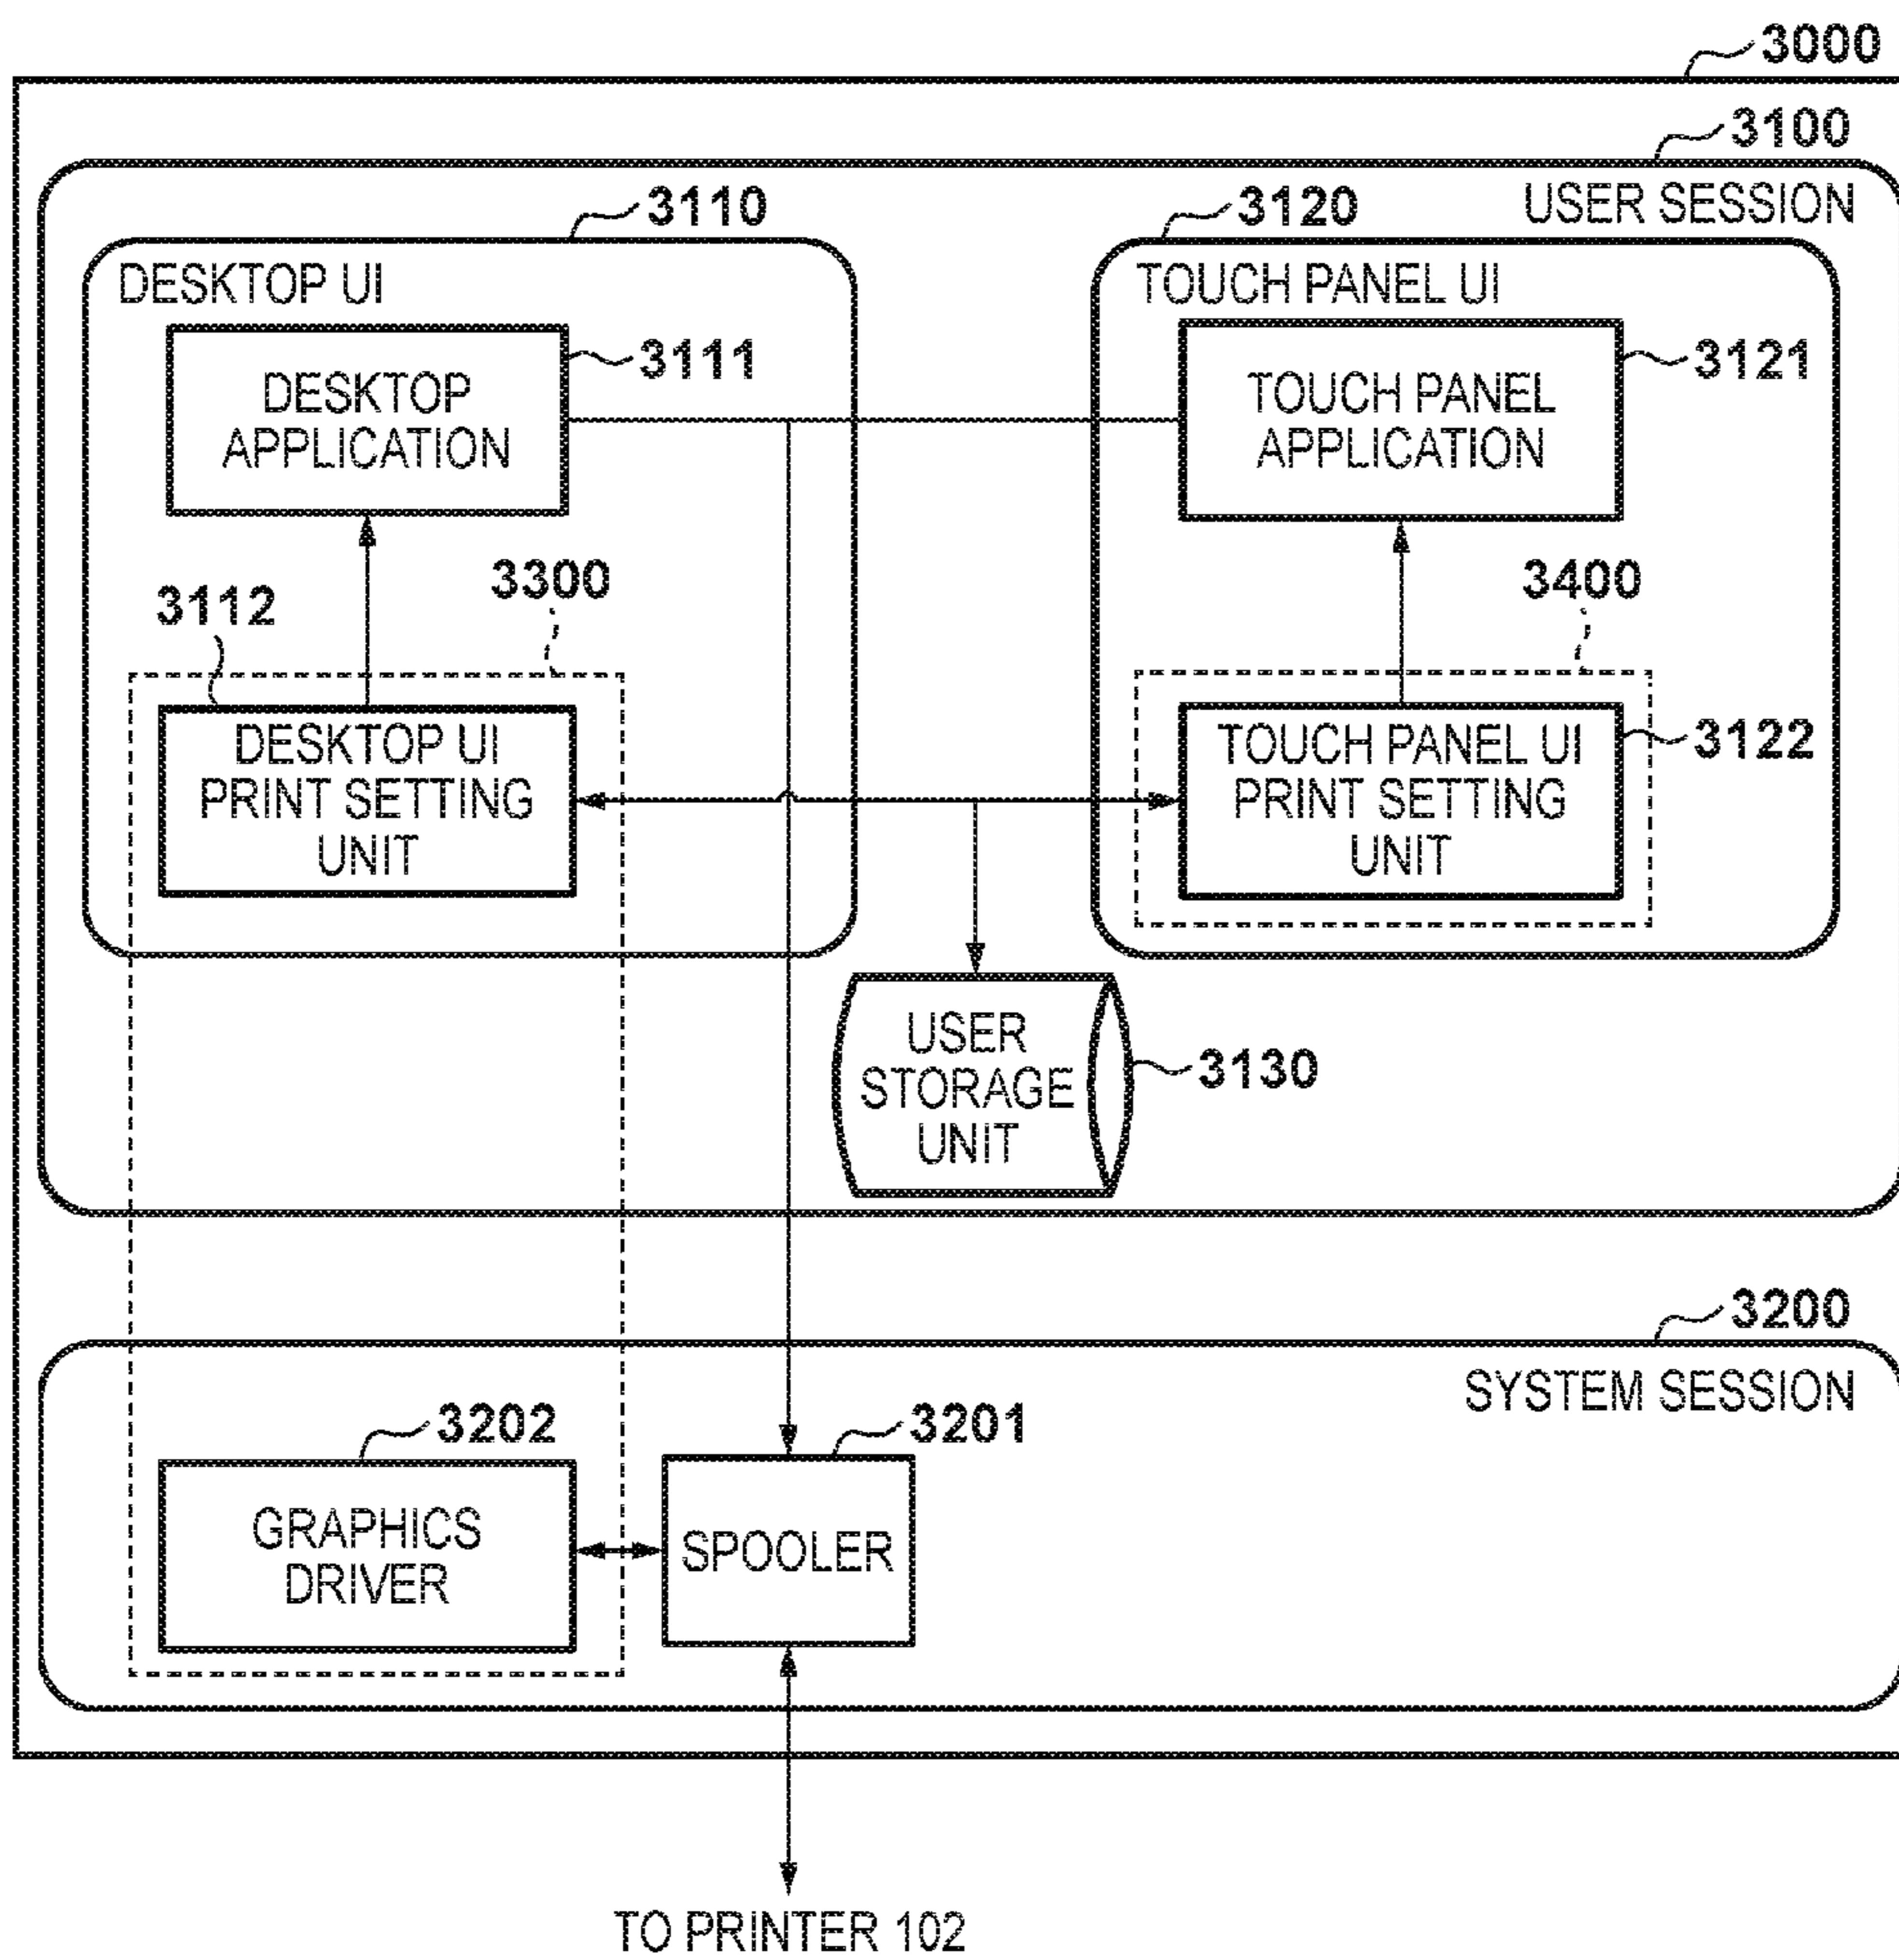 3000
3100
USER SESSION
3110
3120
DESKTOP UI
TOUCH PANEL UI
3111
3121
DESKTOP
APPLICATION
TOUCH PANEL
APPLICATION
3112
3300
3400
DESKTOP UI
PRINT SETTING
UNIT
TOUCH PANEL UI
PRINT SETTING
UNIT
3122
USER
STORAGE
UNIT
3130
3200
SYSTEM SESSION
3202
3201
GRAPHICS
DRIVER
SPOOLER
TO PRINTER 102